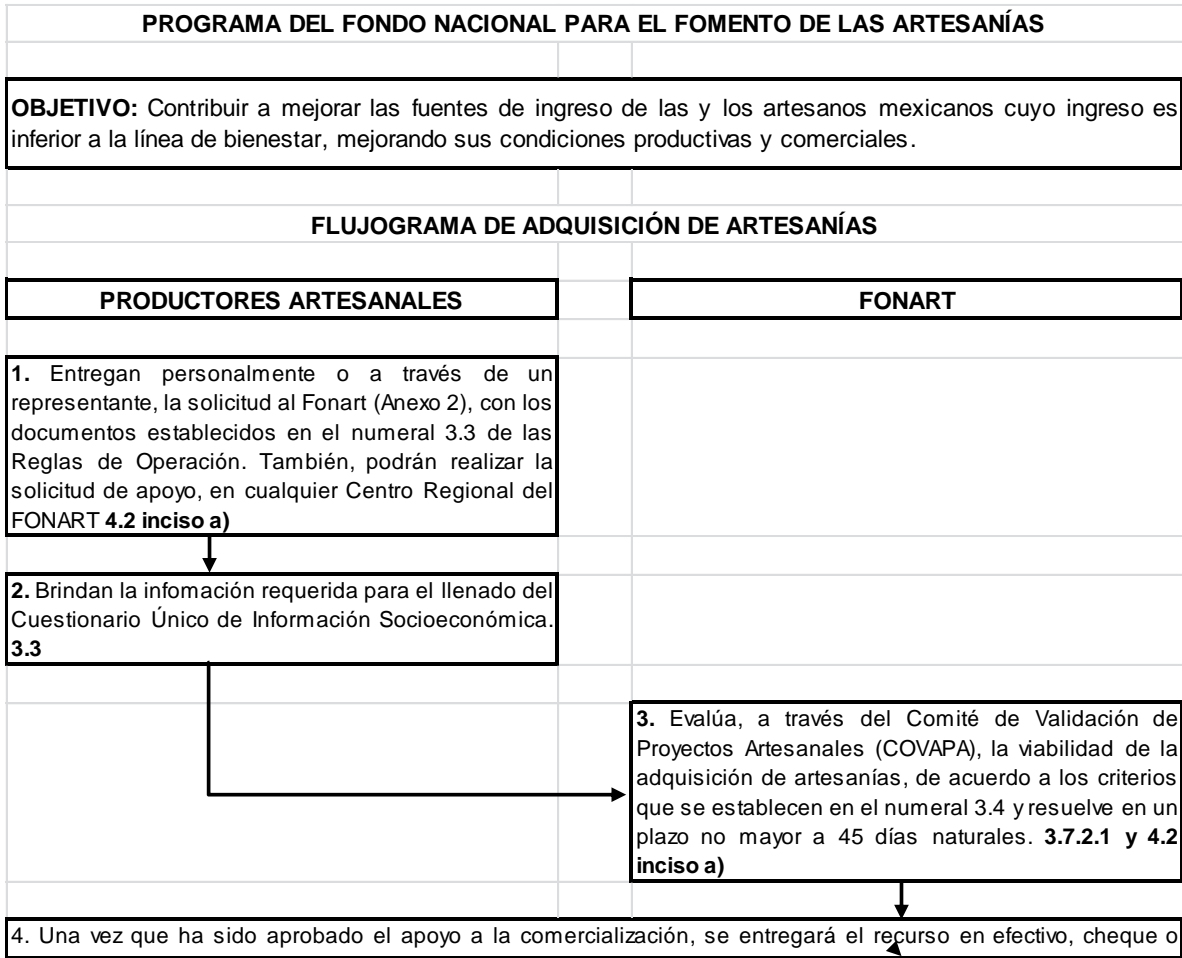 PROGRAMA DEL FONDO NACIONAL PARA EL FOMENTO DE LAS ARTESANÍAS
OBJETIVO: Contribuir a mejorar las fuentes de ingreso de las y los artesanos mexicanos cuyo ingreso es
inferior a la línea de bienestar, mejorando sus condiciones productivas y comerciales.
FLUJOGRAMA DE ADQUISICIÓN DE ARTESANÍAS
PRODUCTORES ARTESANALES
FONART
1. Entregan personalmente o a través de un
representante, la solicitud al Fonart (Anexo 2), con los
documentos establecidos en el numeral 3.3 de las
Reglas de Operación. También, podrán realizar la
solicitud de apoyo, en cualquier Centro Regional del
FONART 4.2 inciso a)
2. Brindan la infomación requerida para el llenado del
Cuestionario Único de Información Socioeconómica.
3.3
3. Evalúa, a través del Comité de Validación de
Proyectos Artesanales (COVAPA), la viabilidad de la
adquisición de artesanías, de acuerdo a los criterios
que se establecen en el numeral 3.4 y resuelve en un
plazo no mayor a 45 días naturales. 3.7.2.1 y 4.2
inciso a)
4. Una vez que ha sido aprobado el apoyo a la comercialización, se entregará el recurso en efectivo, cheque o